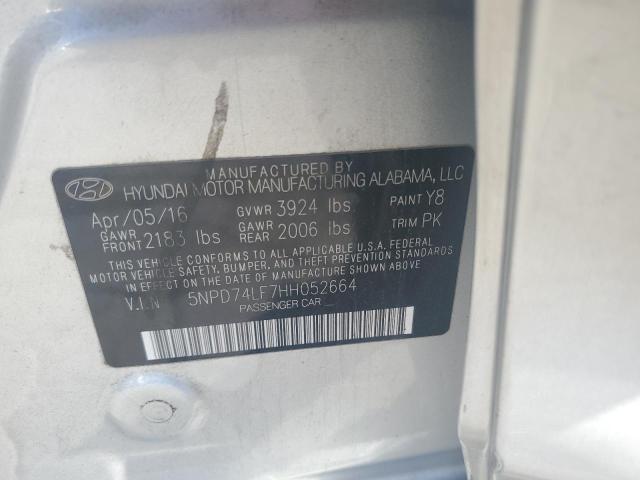 MANUFACTURED BY
HYUNDAI MOTOR MANUFACTURING ALABAMA, LLC
Apr/05/16 GVWR 3924 lbs PAINT Y8
GAWR FRONT 2183 lbs GAWR REAR 2006 lbs TRIM PK
THIS VEHICLE CONFORMS TO ALL APPLICABLE U.S.A. FEDERAL
MOTOR VEHICLE SAFETY, BUMPER, AND THEFT PREVENTION STANDARDS
IN EFFECT ON THE DATE OF MANUFACTURE SHOWN ABOVE.
V.I.N 5NPD74LF7HH052664
PASSENGER CAR